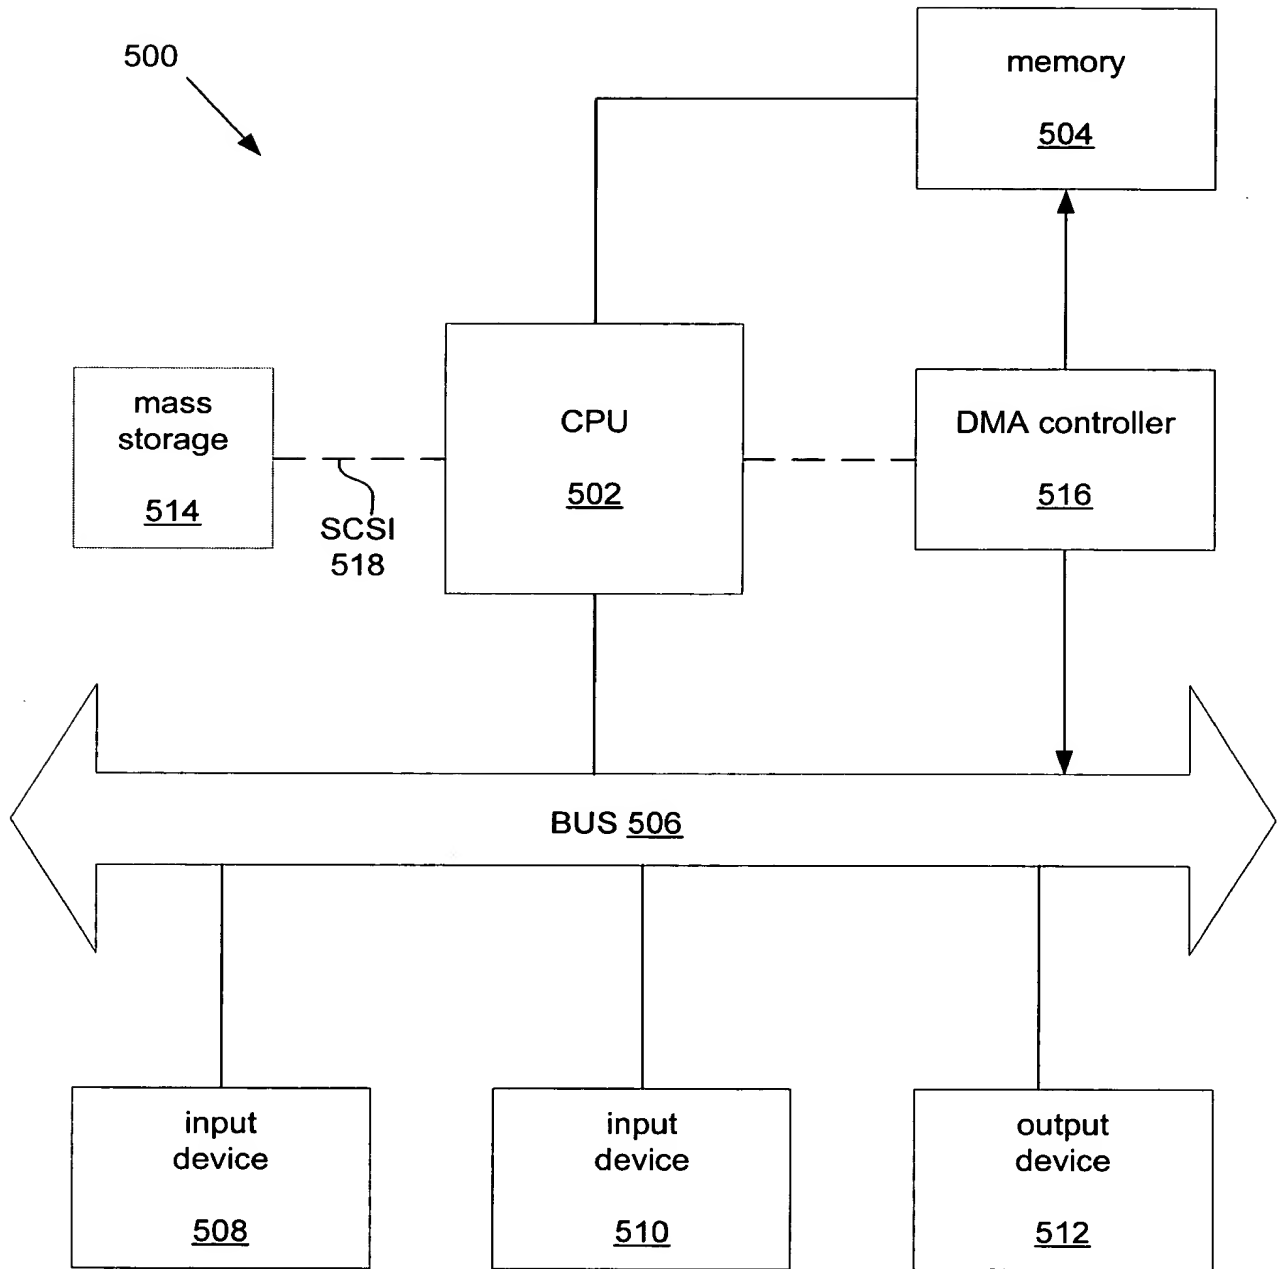 500
memory
504
mass
storage
514
SCSI
518
CPU
502
DMA controller
516
BUS 506
input
device
508
input
device
510
output
device
512